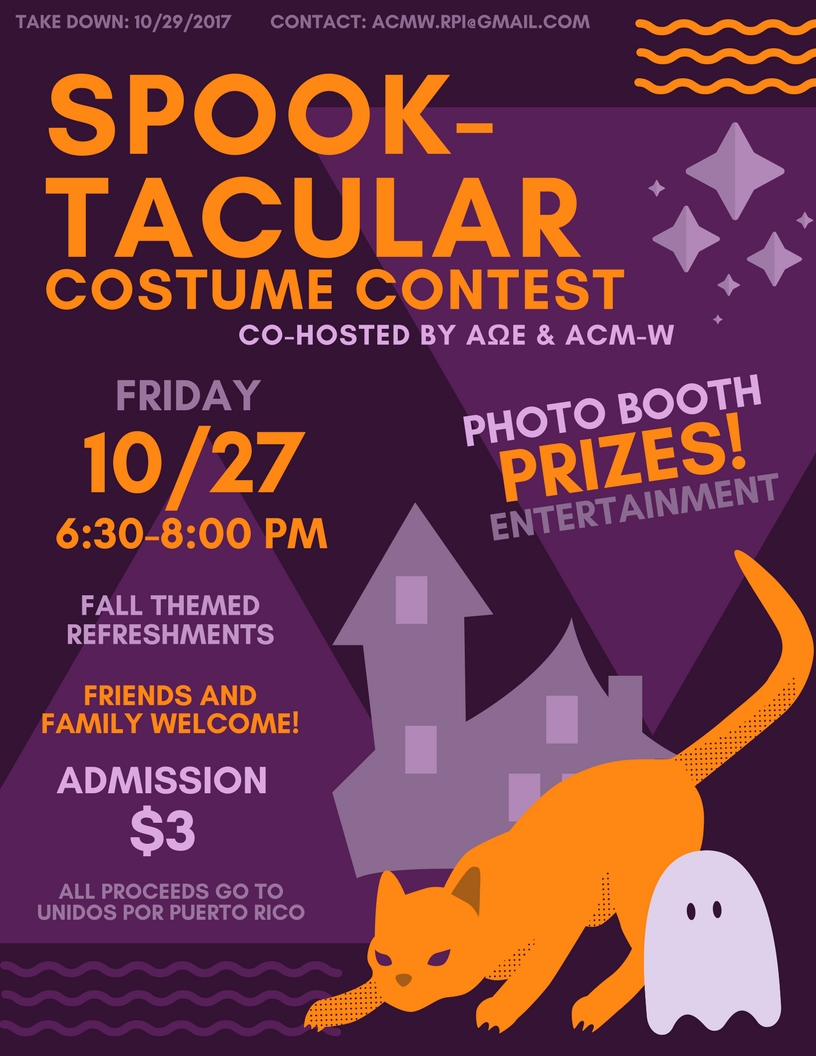 TAKE DOWN: 10/29/2017 CONTACT: ACMW.RPI@GMAIL.COM
SPOOK-
TACULAR
COSTUME CONTEST
CO-HOSTED BY ΑΩΕ & ACM-W
FRIDAY
10/27
6:30-8:00 PM
PHOTO BOOTH
PRIZES!
ENTERTAINMENT
FALL THEMED
REFRESHMENTS
FRIENDS AND
FAMILY WELCOME!
ADMISSION
$3
ALL PROCEEDS GO TO
UNIDOS POR PUERTO RICO